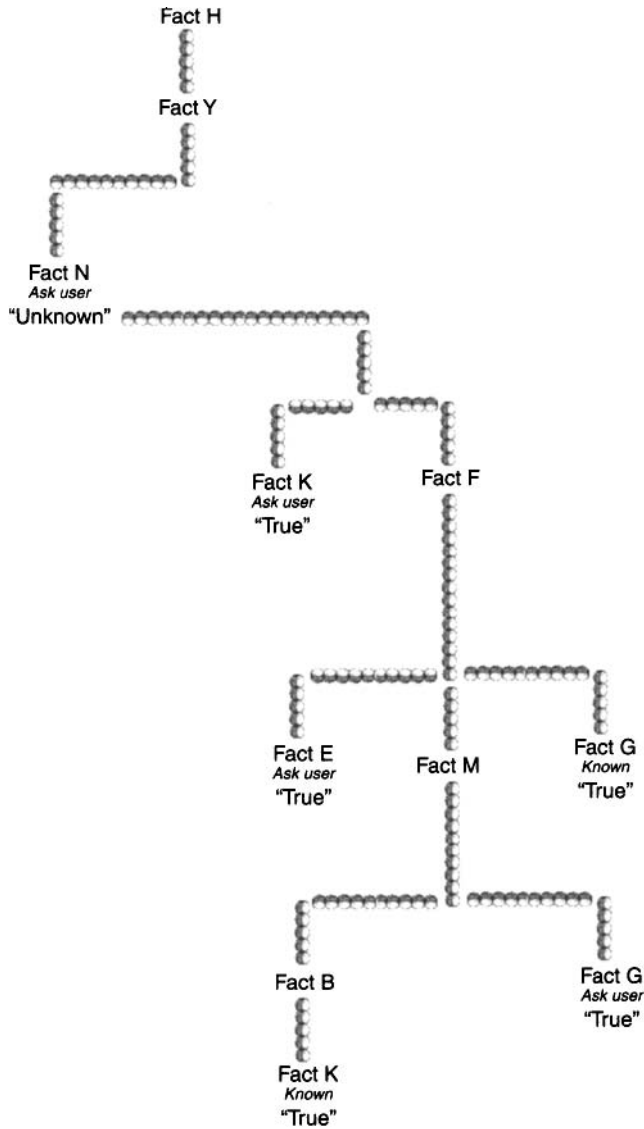 Fact H
Fact Y
Fact N
Ask user
“Unknown”
Fact K
Ask user
“True”
Fact F
Fact E
Ask user
“True”
Fact M
Fact G
Known
“True”
Fact B
Fact G
Ask user
“True”
Fact K
Known
“True”